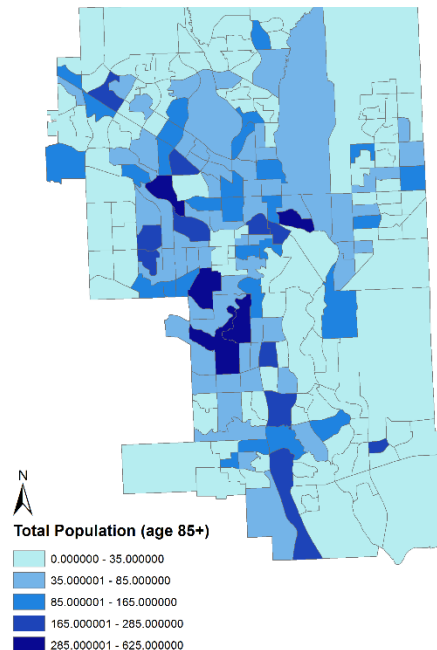 N
Total Population (age 85+)
0.000000 - 35.000000
35.000001 - 85.000000
85.000001 - 165.000000
165.000001 - 285.000000
285.000001 - 625.000000